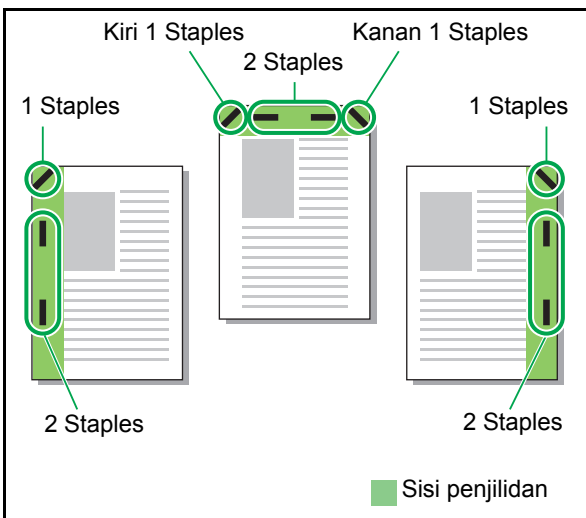 Kiri 1 Staples
Kanan 1 Staples
2 Staples
1 Staples
1 Staples
2 Staples
2 Staples
Sisi penjilidan